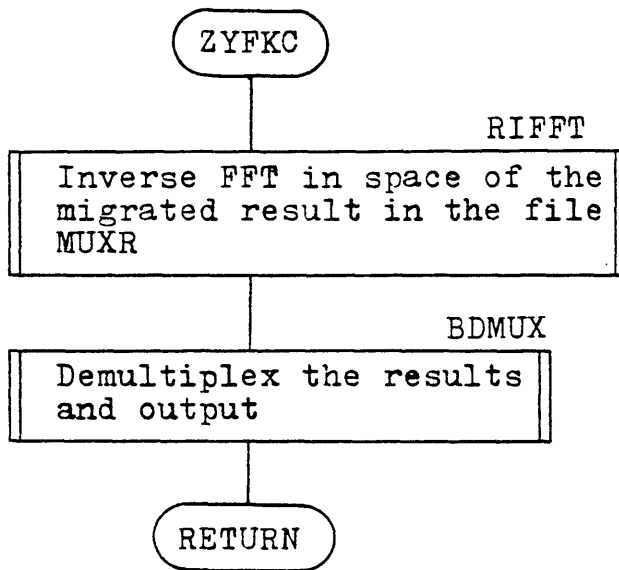 ZYFKC
RIFFT
Inverse FFT in space of the
migrated result in the file
MUXR
BDMUX
Demultiplex the results
and output
RETURN